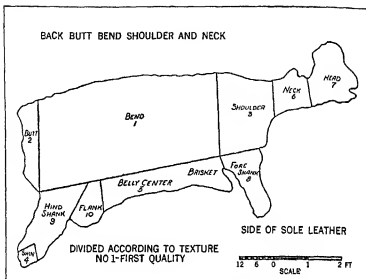 BACK BUTT BEND SHOULDER AND NECK
HEAD
7
NECK
6
SHOULDER
3
BEND
1
BUTT
2
BRISKET
BELLY CENTER
5
FORE
SHANK
8
HIND
SHANK
9
FLANK
10
4
SIDE OF SOLE LEATHER
DIVIDED ACCORDING TO TEXTURE
NO 1-FIRST QUALITY
12 6 0 1 2 FT
SCALE